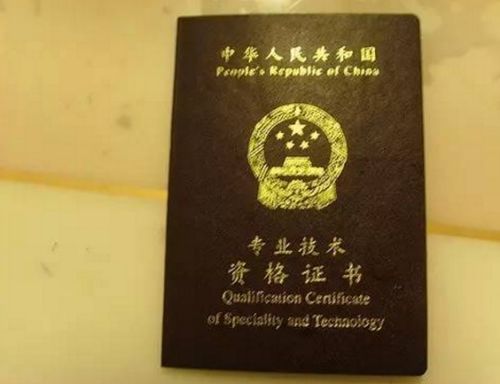 中华人民共和国
People's Republic of China
专业技术
资格证书
Qualification Certificate
of Speciality and Technology